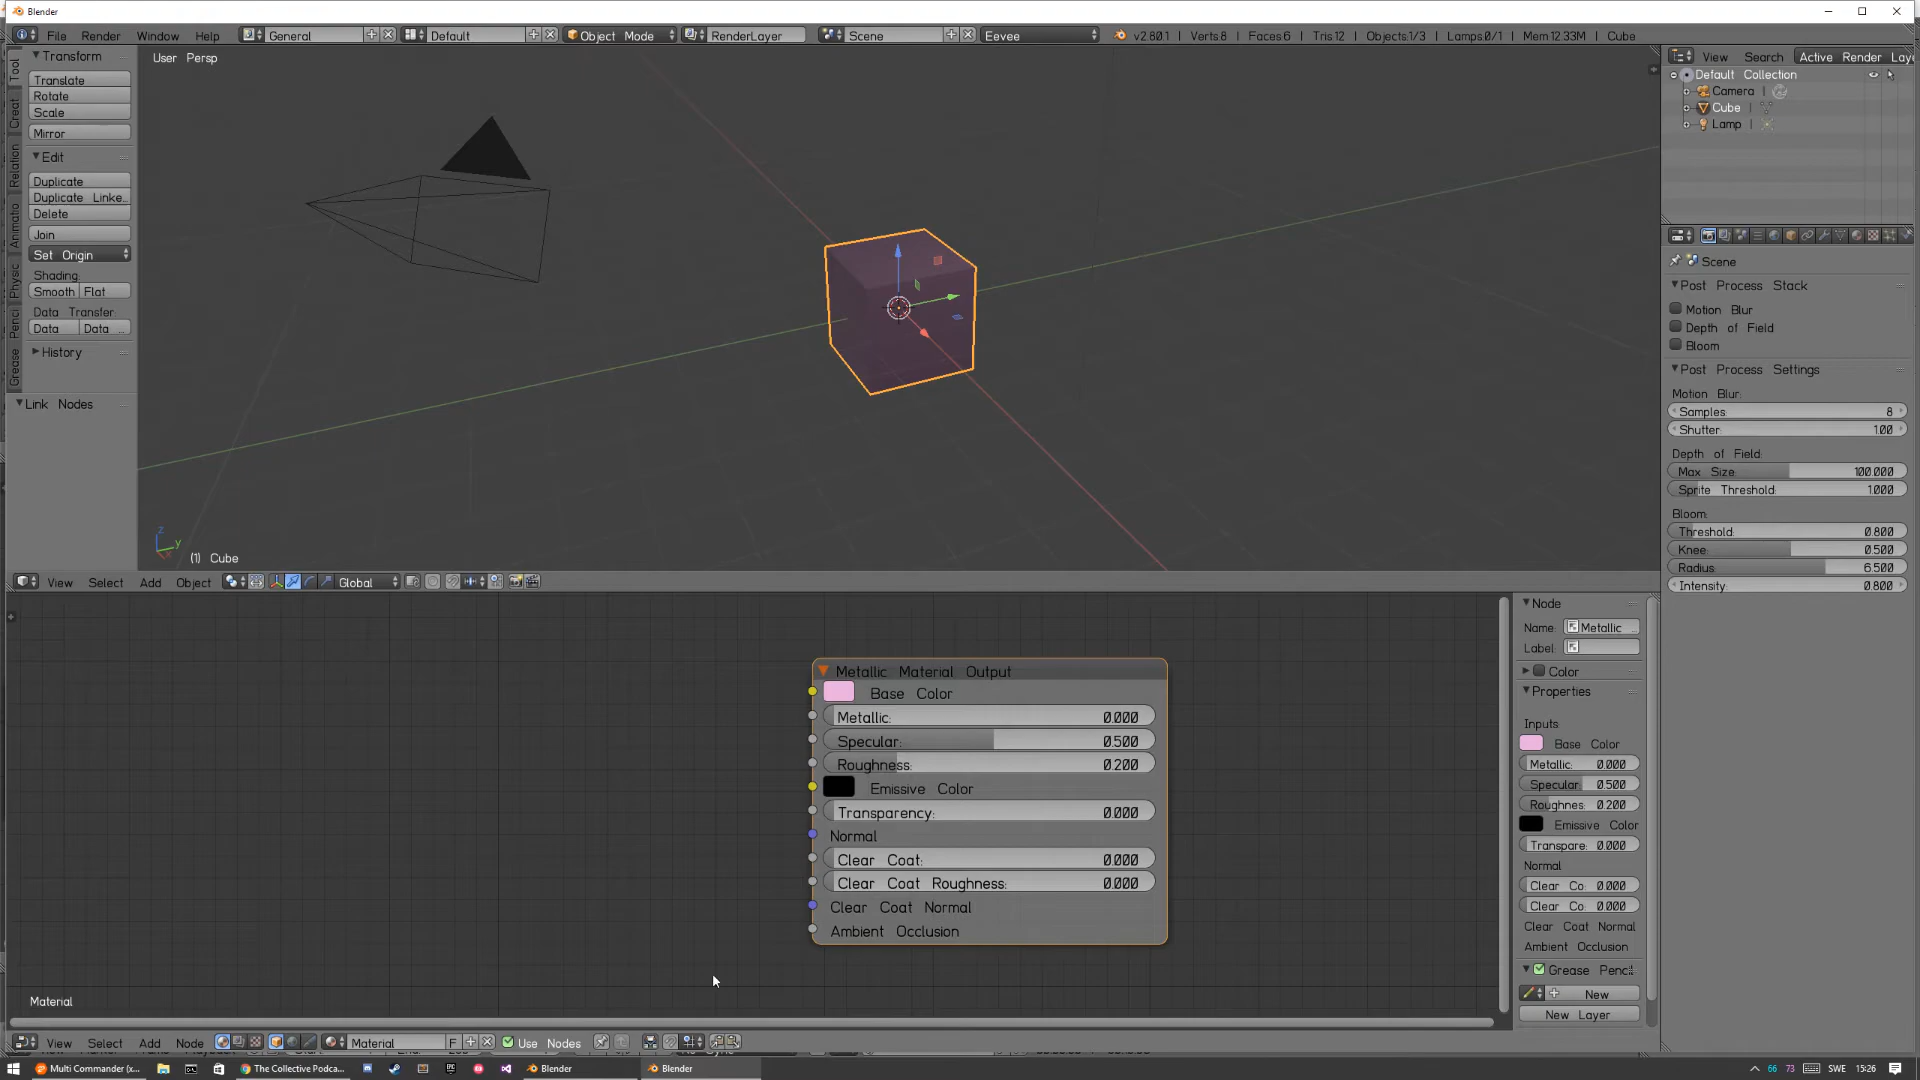 Blender
File Render Window Help General Default Object Mode RenderLayer Scene Eevee v2.80.1 | Verts:8 | Faces:6 | Tris:12 | Objects:1/3 | Lamps:0/1 | Mem:12.33M | Cube
Transform
Translate
Rotate
Scale
Mirror
Edit
Duplicate
Duplicate Linke...
Delete
Join
Set Origin
Shading:
Smooth Flat
Data Transfer:
Data Data ...
History
Link Nodes
Tool
Creat
Relation
Animatio
Physic
Penci
Grease
User Persp
z
y
(1) Cube
View Select Add Object Global
View Search Active Render Lay
Default Collection
Camera
Cube
Lamp
Scene
Post Process Stack
Motion Blur
Depth of Field
Bloom
Post Process Settings
Motion Blur:
Samples: 8
Shutter: 1.00
Depth of Field:
Max Size: 100.000
Sprite Threshold: 1.000
Bloom:
Threshold: 0.800
Knee: 0.500
Radius: 6.500
Intensity: 0.800
Metallic Material Output
Base Color
Metallic: 0.000
Specular: 0.500
Roughness: 0.200
Emissive Color
Transparency: 0.000
Normal
Clear Coat: 0.000
Clear Coat Roughness: 0.000
Clear Coat Normal
Ambient Occlusion
Material
Node
Name: Metallic ...
Label:
Color
Properties
Inputs
Base Color
Metallic: 0.000
Specular: 0.500
Roughnes: 0.200
Emissive Color
Transpare: 0.000
Normal
Clear Co: 0.000
Clear Co: 0.000
Clear Coat Normal
Ambient Occlusion
Grease Pencil
New
New Layer
View Select Add Node Material F Use Nodes
Multi Commander (x... The Collective Podca... Blender Blender 66 73 SWE 15:26